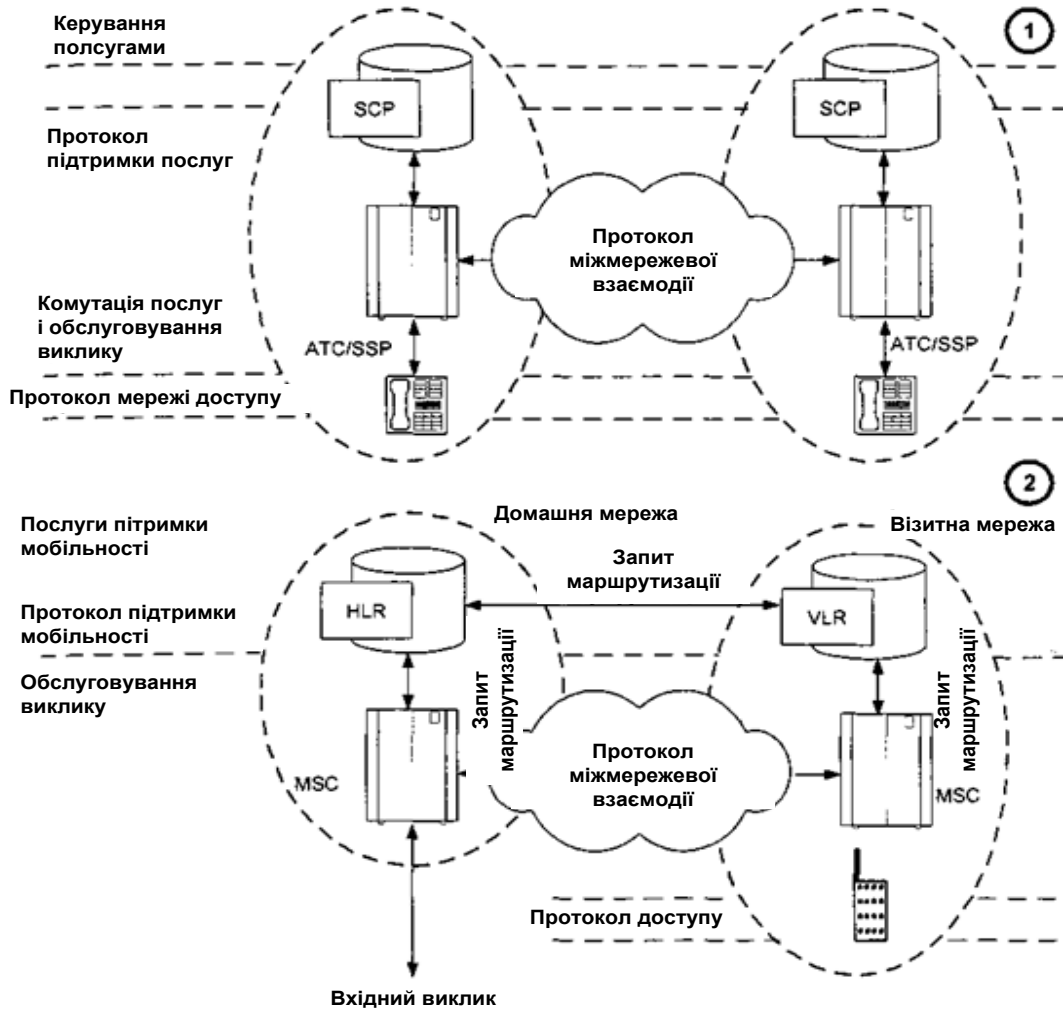 Керування
полсугами
1
SCP
SCP
Протокол
підтримки послуг
Протокол
міжмережевої
взаємодії
Комутація послуг
і обслуговування
виклику
АТС/SSP
АТС/SSP
Протокол мережі доступу
2
Послуги пітримки
мобільності
Домашня мережа
Візитна мережа
Запит
маршрутизації
HLR
VLR
Протокол підтримки
мобільності
Обслуговування
виклику
Запит
маршрутизації
Запит
маршрутизації
Протокол
міжмережевої
взаємодії
MSC
MSC
Протокол доступу
Вхідний виклик